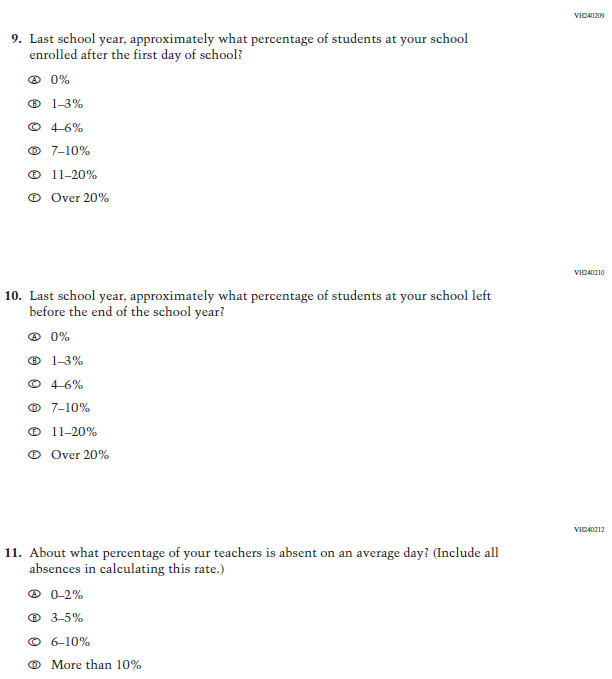 VH240209
9. Last school year, approximately what percentage of students at your school
enrolled after the first day of school?
Ⓐ 0%
Ⓑ 1–3%
Ⓒ 4–6%
Ⓓ 7–10%
Ⓔ 11–20%
Ⓕ Over 20%
VH240210
10. Last school year, approximately what percentage of students at your school left
before the end of the school year?
Ⓐ 0%
Ⓑ 1–3%
Ⓒ 4–6%
Ⓓ 7–10%
Ⓔ 11–20%
Ⓕ Over 20%
VH240212
11. About what percentage of your teachers is absent on an average day? (Include all
absences in calculating this rate.)
Ⓐ 0–2%
Ⓑ 3–5%
Ⓒ 6–10%
Ⓓ More than 10%